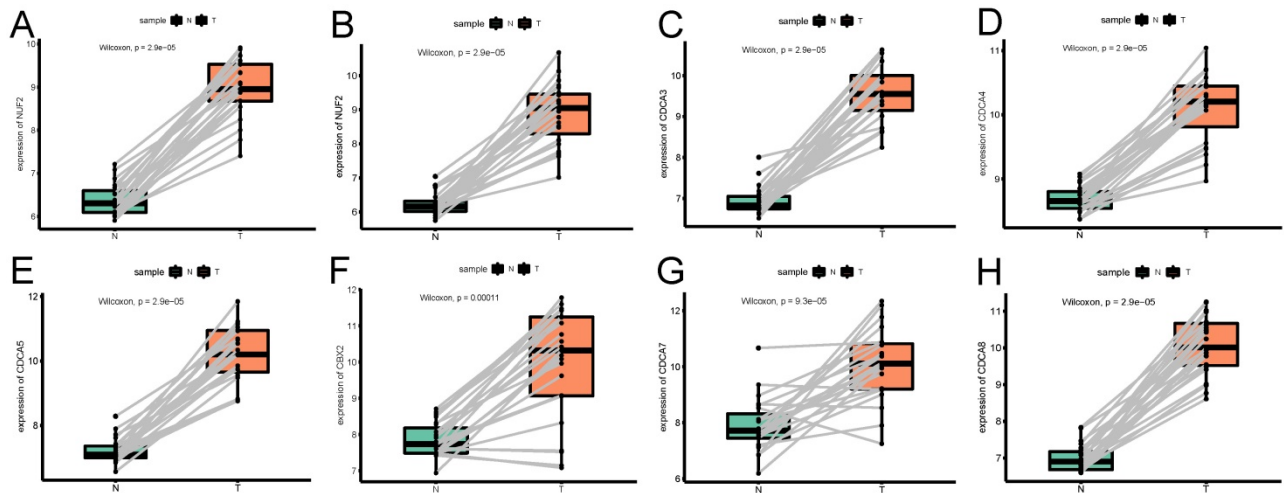 A
sample N T
Wilcoxon, p = 2.9e−05
expression of NUF2
10
9
8
7
6
N T
B
sample N T
Wilcoxon, p = 2.9e−05
expression of NUF2
10
9
8
7
6
N T
C
sample N T
Wilcoxon, p = 2.9e−05
expression of CDCA3
10
9
8
7
N T
D
sample N T
Wilcoxon, p = 2.9e−05
expression of CDCA4
11
10
9
8
N T
E
sample N T
Wilcoxon, p = 2.9e−05
expression of CDCA5
12
10
8
N T
F
sample N T
Wilcoxon, p = 0.00011
expression of CBX2
12
11
10
9
8
7
N T
G
sample N T
Wilcoxon, p = 9.3e−05
expression of CDCA7
12
10
8
6
N T
H
sample N T
Wilcoxon, p = 2.9e−05
expression of CDCA8
11
10
9
8
7
N T